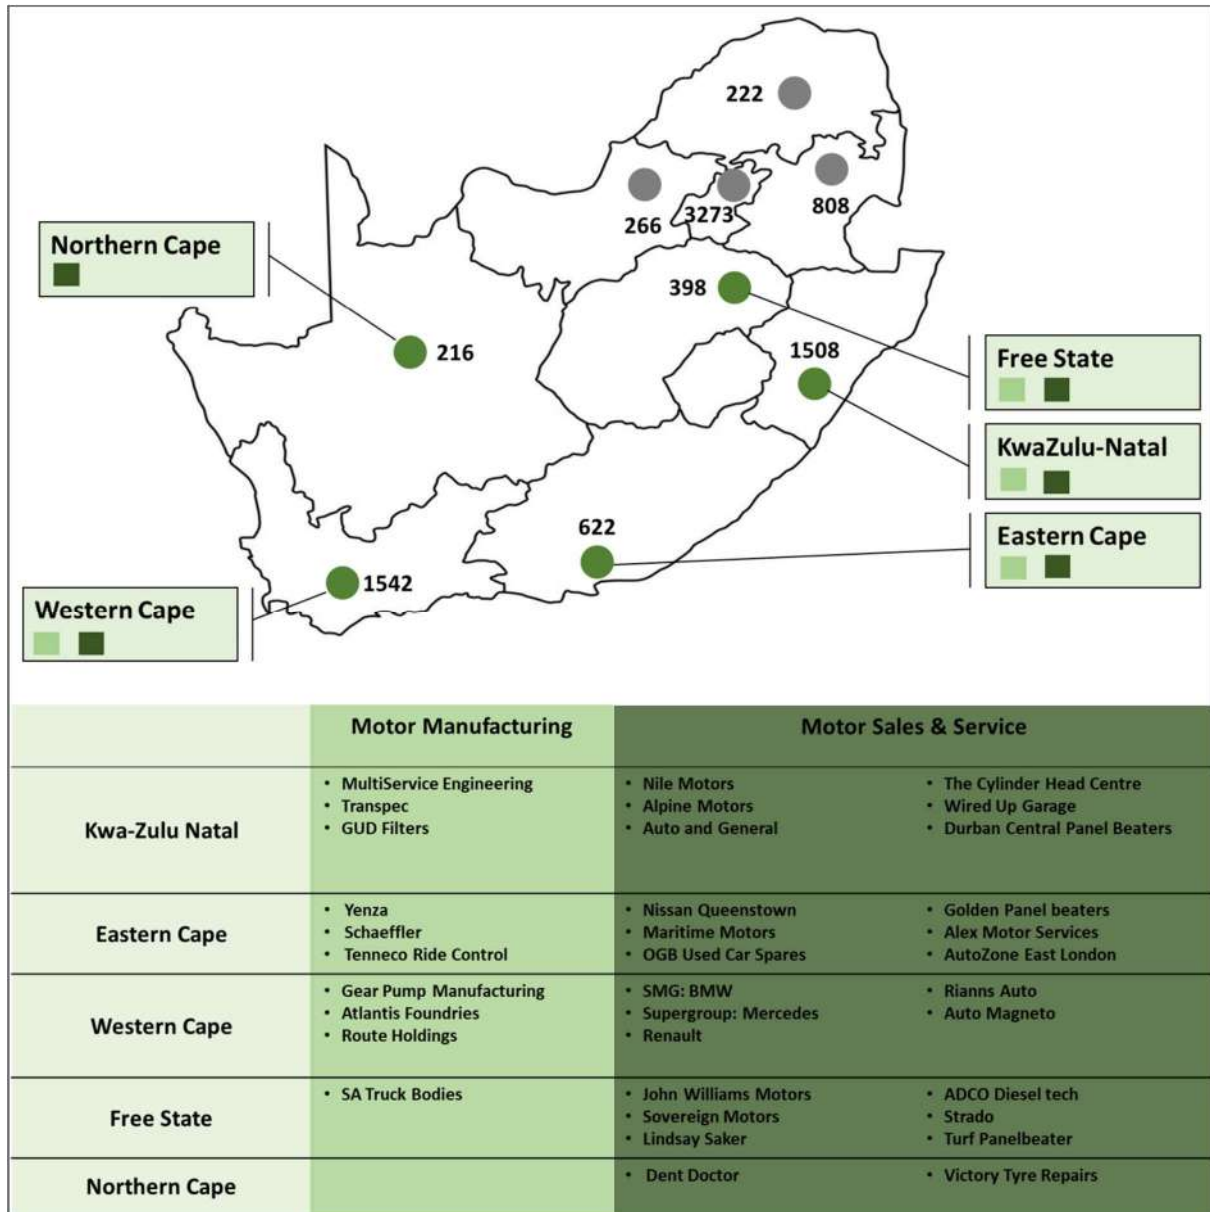 222
266
3273
808
Northern Cape
398
216
1508
Free State
KwaZulu-Natal
622
Eastern Cape
1542
Western Cape
Motor Manufacturing
Motor Sales & Service
Kwa-Zulu Natal
• MultiService Engineering
• Transpec
• GUD Filters
• Nile Motors
• Alpine Motors
• Auto and General
• The Cylinder Head Centre
• Wired Up Garage
• Durban Central Panel Beaters
Eastern Cape
• Yenza
• Schaeffler
• Tenneco Ride Control
• Nissan Queenstown
• Maritime Motors
• OGB Used Car Spares
• Golden Panel beaters
• Alex Motor Services
• AutoZone East London
Western Cape
• Gear Pump Manufacturing
• Atlantis Foundries
• Route Holdings
• SMG: BMW
• Supergroup: Mercedes
• Renault
• Rianns Auto
• Auto Magneto
Free State
• SA Truck Bodies
• John Williams Motors
• Sovereign Motors
• Lindsay Saker
• ADCO Diesel tech
• Strado
• Turf Panelbeater
Northern Cape
• Dent Doctor
• Victory Tyre Repairs